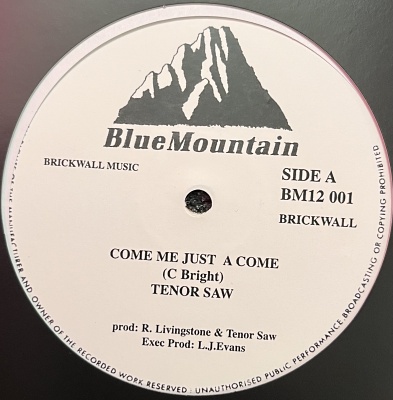 BlueMountain
BRICKWALL MUSIC
SIDE A
BM12 001
BRICKWALL
COME ME JUST A COME
(C Bright)
TENOR SAW
prod: R. Livingstone & Tenor Saw
Exec Prod: L.J.Evans
MANUFACTURER AND OWNER OF THE RECORDED WORK RESERVED · UNAUTHORISED PUBLIC PERFORMANCE BROADCASTING OR COPYING PROHIBITED